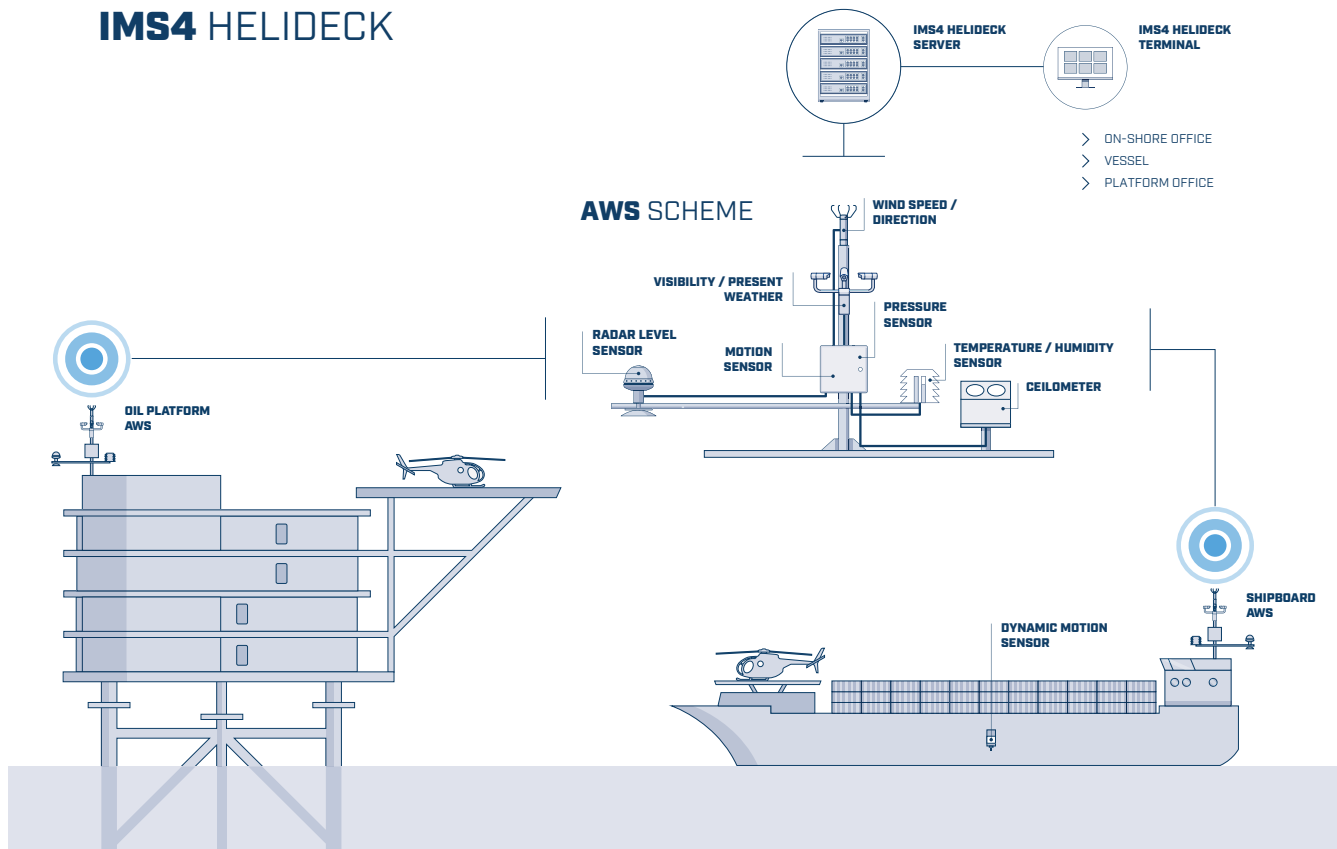 IMS4 HELIDECK
IMS4 HELIDECK
SERVER
IMS4 HELIDECK
TERMINAL
ON-SHORE OFFICE
VESSEL
PLATFORM OFFICE
AWS SCHEME
WIND SPEED /
DIRECTION
VISIBILITY / PRESENT
WEATHER
PRESSURE
SENSOR
RADAR LEVEL
SENSOR
MOTION
SENSOR
TEMPERATURE / HUMIDITY
SENSOR
CEILOMETER
OIL PLATFORM
AWS
SHIPBOARD
AWS
DYNAMIC MOTION
SENSOR